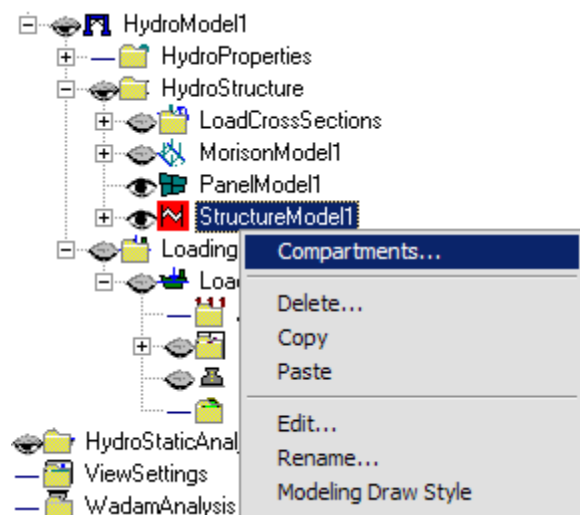 HydroModel1
HydroProperties
HydroStructure
LoadCrossSections
MorisonModel1
PanelModel1
StructureModel1
Loading
Compartments...
Delete...
Copy
Paste
Edit...
Rename...
Modeling Draw Style
HydroStaticAnal
ViewSettings
WadamAnalysis